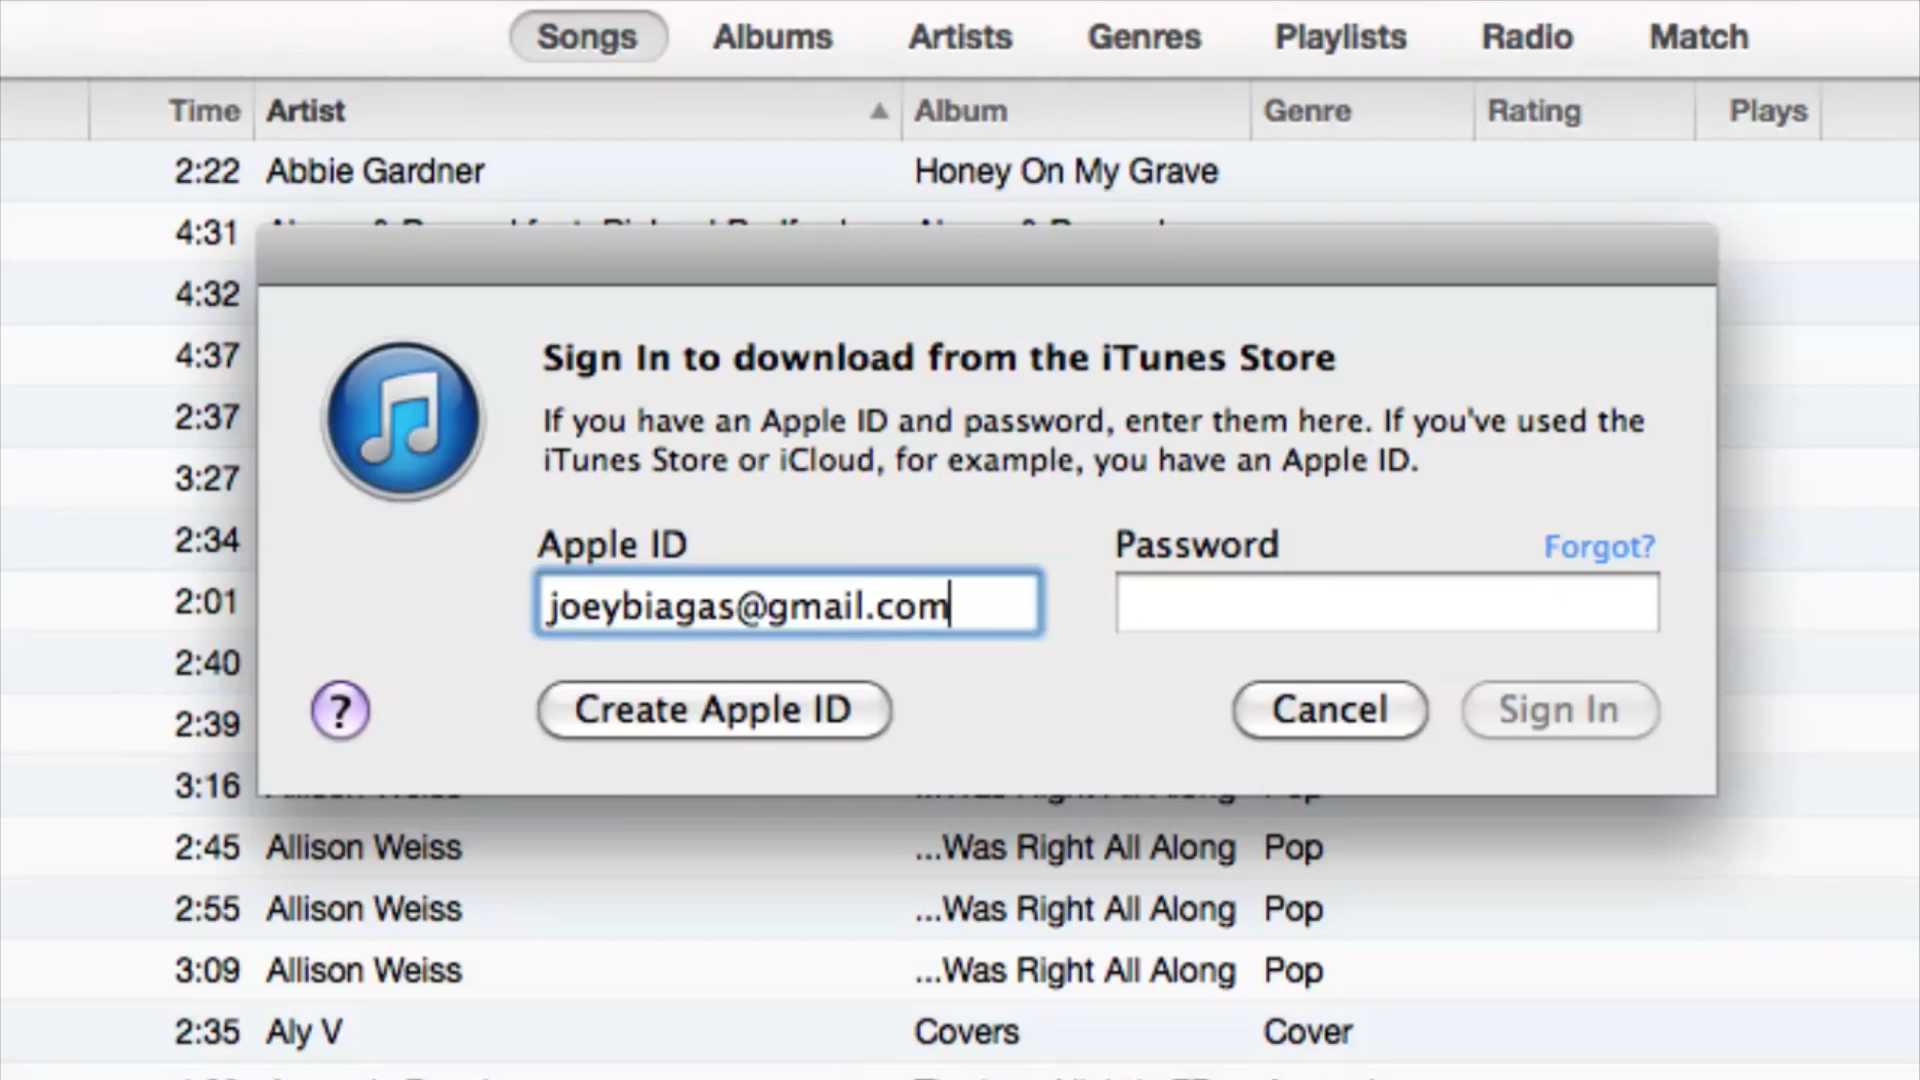 Songs Albums Artists Genres Playlists Radio Match
Time Artist Album Genre Rating Plays
2:22 Abbie Gardner Honey On My Grave
4:31
4:32
4:37
2:37
3:27
2:34
2:01
2:40
2:39
3:16
Sign In to download from the iTunes Store
If you have an Apple ID and password, enter them here. If you've used the
iTunes Store or iCloud, for example, you have an Apple ID.
Apple ID Password Forgot?
joeybiagas@gmail.com
? Create Apple ID Cancel Sign In
2:45 Allison Weiss ...Was Right All Along Pop
2:55 Allison Weiss ...Was Right All Along Pop
3:09 Allison Weiss ...Was Right All Along Pop
2:35 Aly V Covers Cover